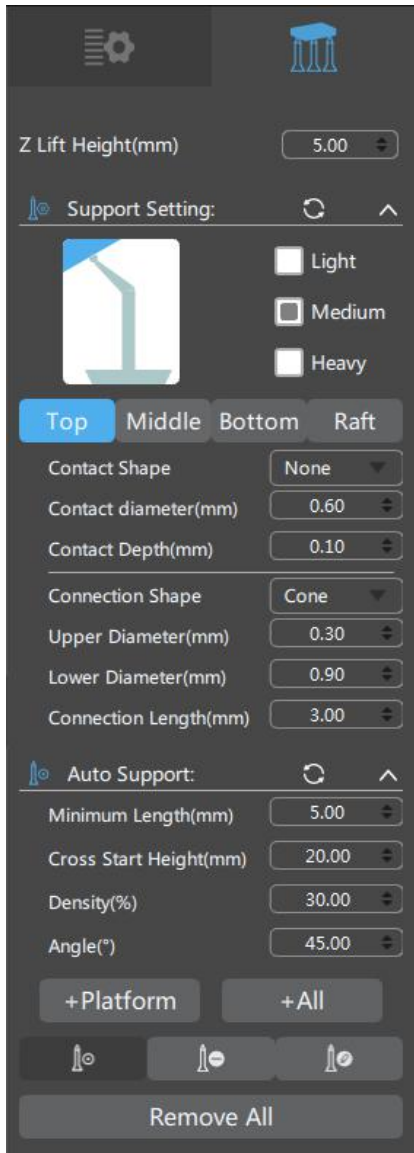 Z Lift Height(mm) 5.00
Support Setting:
Light
Medium
Heavy
Top Middle Bottom Raft
Contact Shape None
Contact diameter(mm) 0.60
Contact Depth(mm) 0.10
Connection Shape Cone
Upper Diameter(mm) 0.30
Lower Diameter(mm) 0.90
Connection Length(mm) 3.00
Auto Support:
Minimum Length(mm) 5.00
Cross Start Height(mm) 20.00
Density(%) 30.00
Angle(°) 45.00
+Platform +All
Remove All